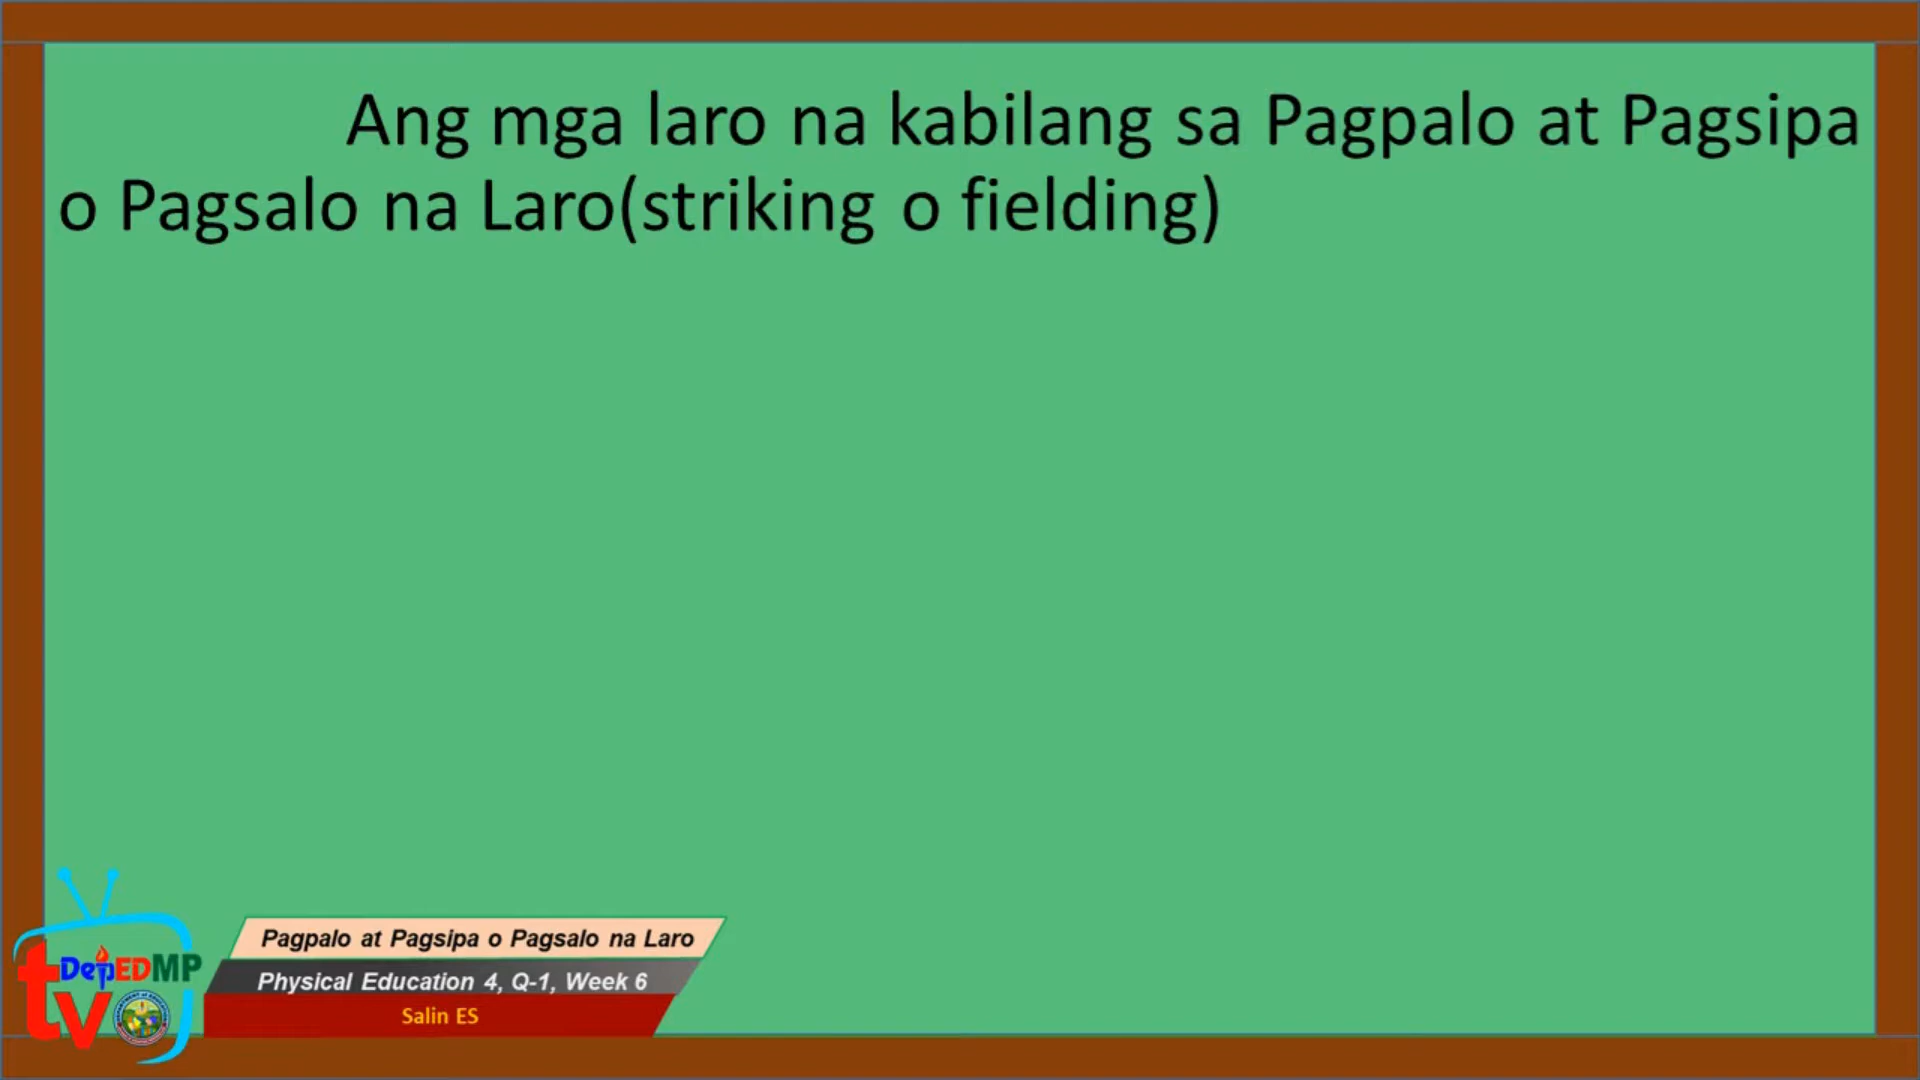 Ang mga laro na kabilang sa Pagpalo at Pagsipa
o Pagsalo na Laro(striking o fielding)
Pagpalo at Pagsipa o Pagsalo na Laro
Physical Education 4, Q-1, Week 6
Salin ES
DepEDMP
tv